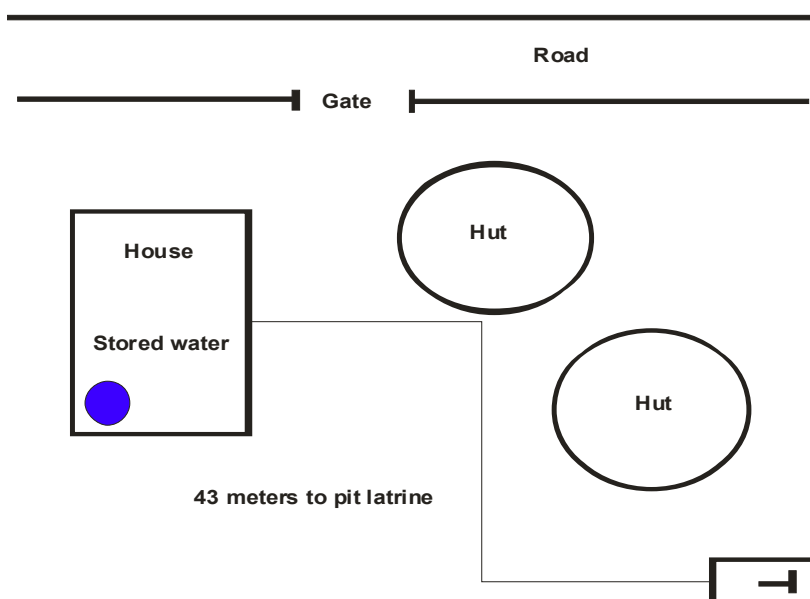 Road
Gate
Hut
House
Stored water
Hut
43 meters to pit latrine